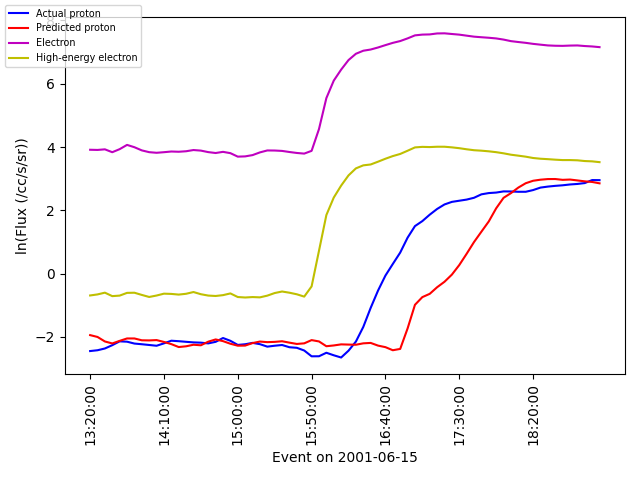 Actual proton
Predicted proton
Electron
High-energy electron
8
6
4
2
0
−2
ln(Flux (/cc/s/sr))
13:20:00
14:10:00
15:00:00
15:50:00
16:40:00
17:30:00
18:20:00
Event on 2001-06-15